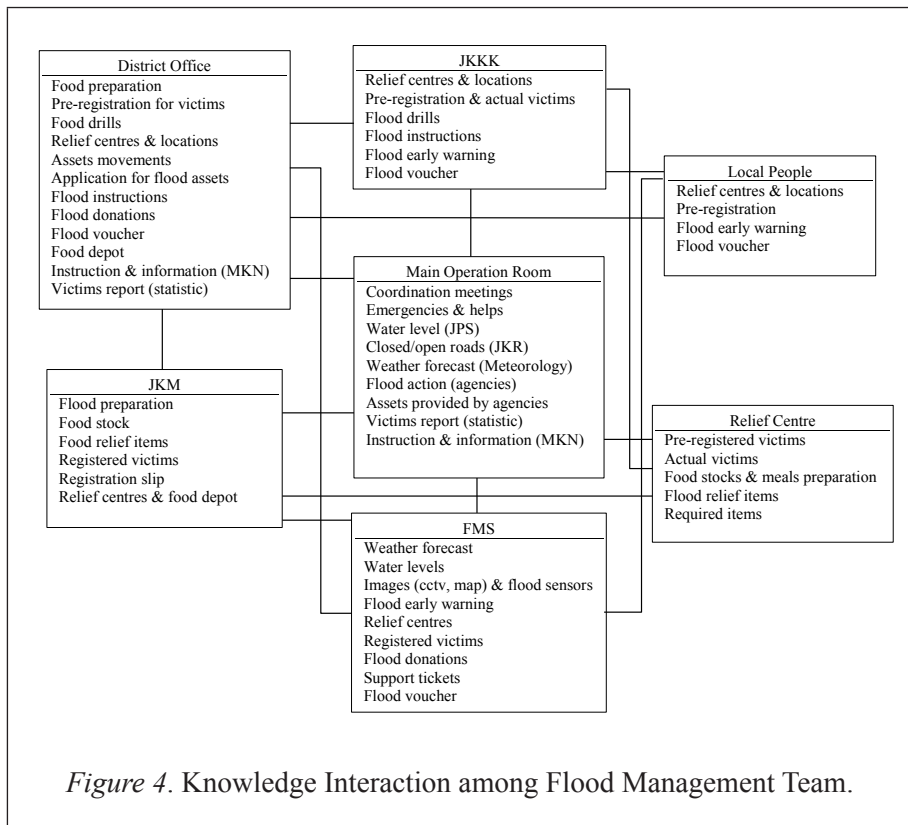 District Office
Food preparation
Pre-registration for victims
Food drills
Relief centres & locations
Assets movements
Application for flood assets
Flood instructions
Flood donations
Flood voucher
Food depot
Instruction & information (MKN)
Victims report (statistic)
JKKK
Relief centres & locations
Pre-registration & actual victims
Flood drills
Flood instructions
Flood early warning
Flood voucher
Local People
Relief centres & locations
Pre-registration
Flood early warning
Flood voucher
Main Operation Room
Coordination meetings
Emergencies & helps
Water level (JPS)
Closed/open roads (JKR)
Weather forecast (Meteorology)
Flood action (agencies)
Assets provided by agencies
Victims report (statistic)
Instruction & information (MKN)
JKM
Flood preparation
Food stock
Food relief items
Registered victims
Registration slip
Relief centres & food depot
Relief Centre
Pre-registered victims
Actual victims
Food stocks & meals preparation
Flood relief items
Required items
FMS
Weather forecast
Water levels
Images (cctv, map) & flood sensors
Flood early warning
Relief centres
Registered victims
Flood donations
Support tickets
Flood voucher
Figure 4. Knowledge Interaction among Flood Management Team.